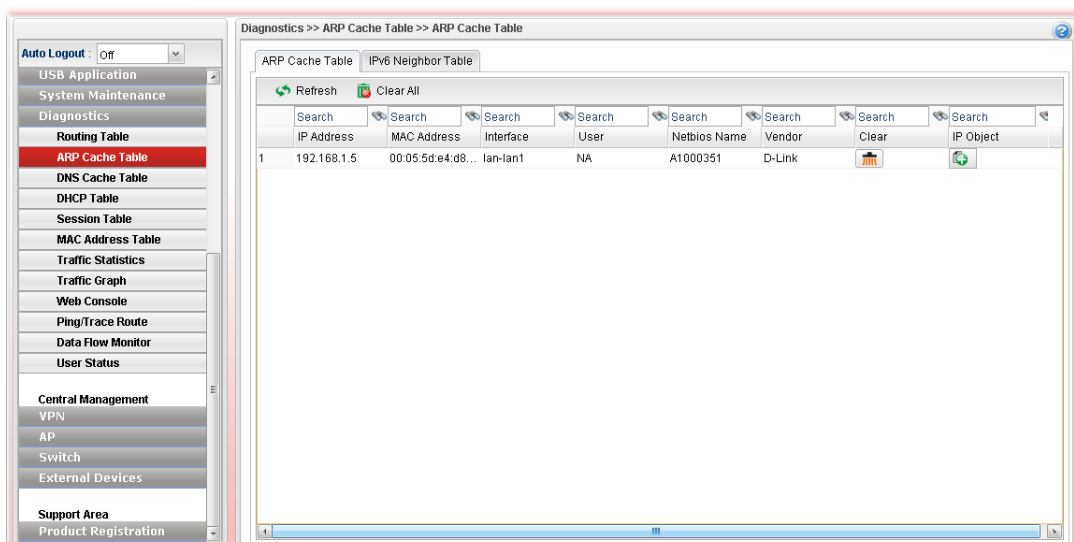 Diagnostics >> ARP Cache Table >> ARP Cache Table
Auto Logout : Off
USB Application
System Maintenance
Diagnostics
Routing Table
ARP Cache Table
DNS Cache Table
DHCP Table
Session Table
MAC Address Table
Traffic Statistics
Traffic Graph
Web Console
Ping/Trace Route
Data Flow Monitor
User Status
Central Management
VPN
AP
Switch
External Devices
Support Area
Product Registration
ARP Cache Table IPv6 Neighbor Table
Refresh Clear All
Search Search Search Search Search Search Search Search
IP Address MAC Address Interface User Netbios Name Vendor Clear IP Object
1 192.168.1.5 00:05:5d:e4:d8... lan-lan1 NA A1000351 D-Link